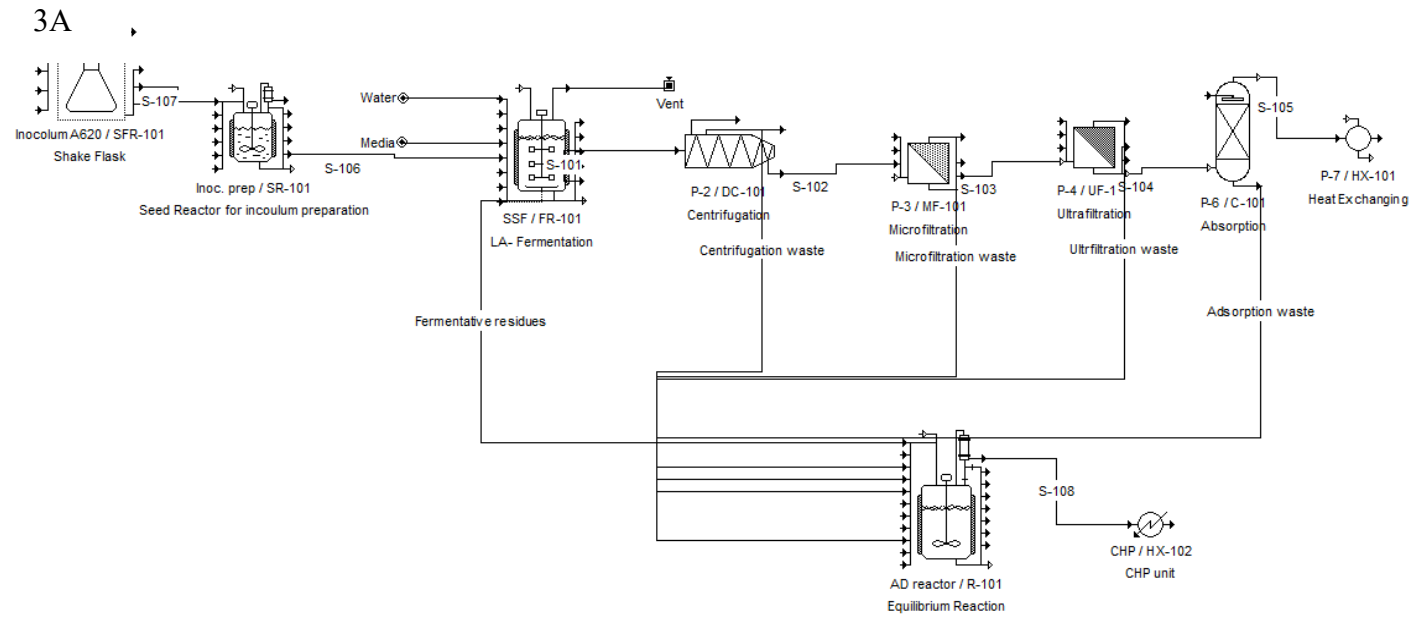 3A
S-107
Inocolum A620 / SFR-101
Shake Flask
Inoc. prep / SR-101
Seed Reactor for incoulum preparation
S-106
Water
Media
Vent
S-101
SSF / FR-101
LA- Fermentation
P-2 / DC-101
Centrifugation
S-102
P-3 / MF-101
Microfiltration
S-103
P-4 / UF-1
Ultrafiltration
S-104
P-6 / C-101
Absorption
S-105
P-7 / HX-101
Heat Exchanging
Centrifugation waste
Microfiltration waste
Ultrfiltration waste
Adsorption waste
Fermentative residues
S-108
CHP / HX-102
CHP unit
AD reactor / R-101
Equilibrium Reaction